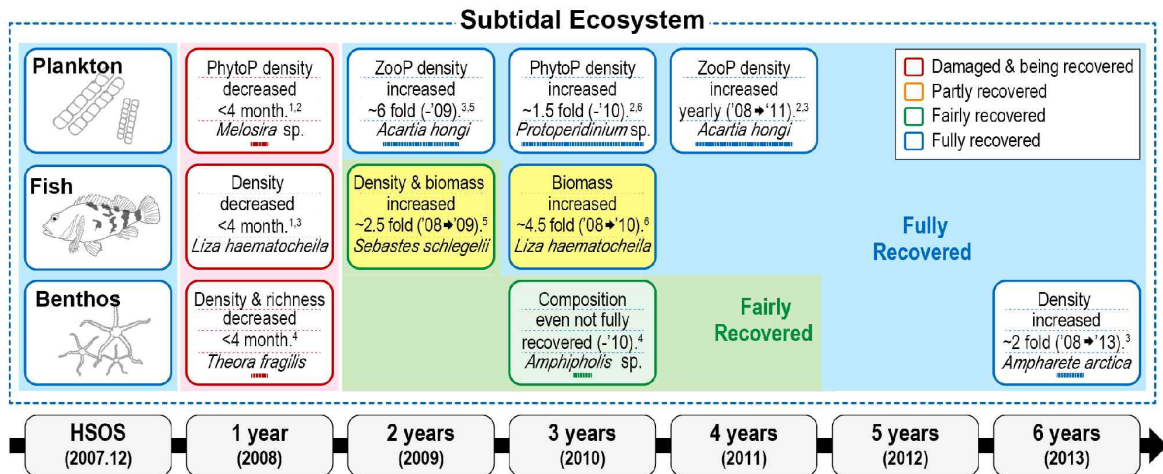 Subtidal Ecosystem
Plankton
PhytoP density
decreased
<4 month.1,2
Melosira sp.
ZooP density
increased
~6 fold (-'09).3,5
Acartia hongi
PhytoP density
increased
~1.5 fold (-'10).2,6
Protoperidinium sp.
ZooP density
increased
yearly ('08➔'11).2,3
Acartia hongi
Damaged & being recovered
Partly recovered
Fairly recovered
Fully recovered
Fish
Density
decreased
<4 month.1,3
Liza haematocheila
Density & biomass
increased
~2.5 fold ('08➔'09).5
Sebastes schlegelii
Biomass
increased
~4.5 fold ('08➔'10).6
Liza haematocheila
Fully
Recovered
Benthos
Density & richness
decreased
<4 month.4
Theora fragilis
Composition
even not fully
recovered (-'10).4
Amphipholis sp.
Fairly
Recovered
Density
increased
~2 fold ('08➔'13).3
Ampharete arctica
HSOS
(2007.12)
1 year
(2008)
2 years
(2009)
3 years
(2010)
4 years
(2011)
5 years
(2012)
6 years
(2013)